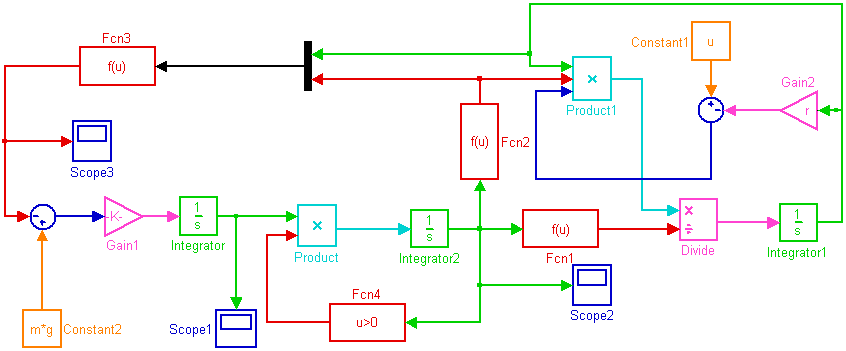 Fcn3
f(u)
Constant1
u
×
Product1
Gain2
r
+
-
f(u)
Fcn2
Scope3
-
+
-K-
Gain1
1
s
Integrator
×
Product
1
s
Integrator2
f(u)
Fcn1
×
÷
Divide
1
s
Integrator1
m*g
Constant2
Scope1
Fcn4
u>0
Scope2